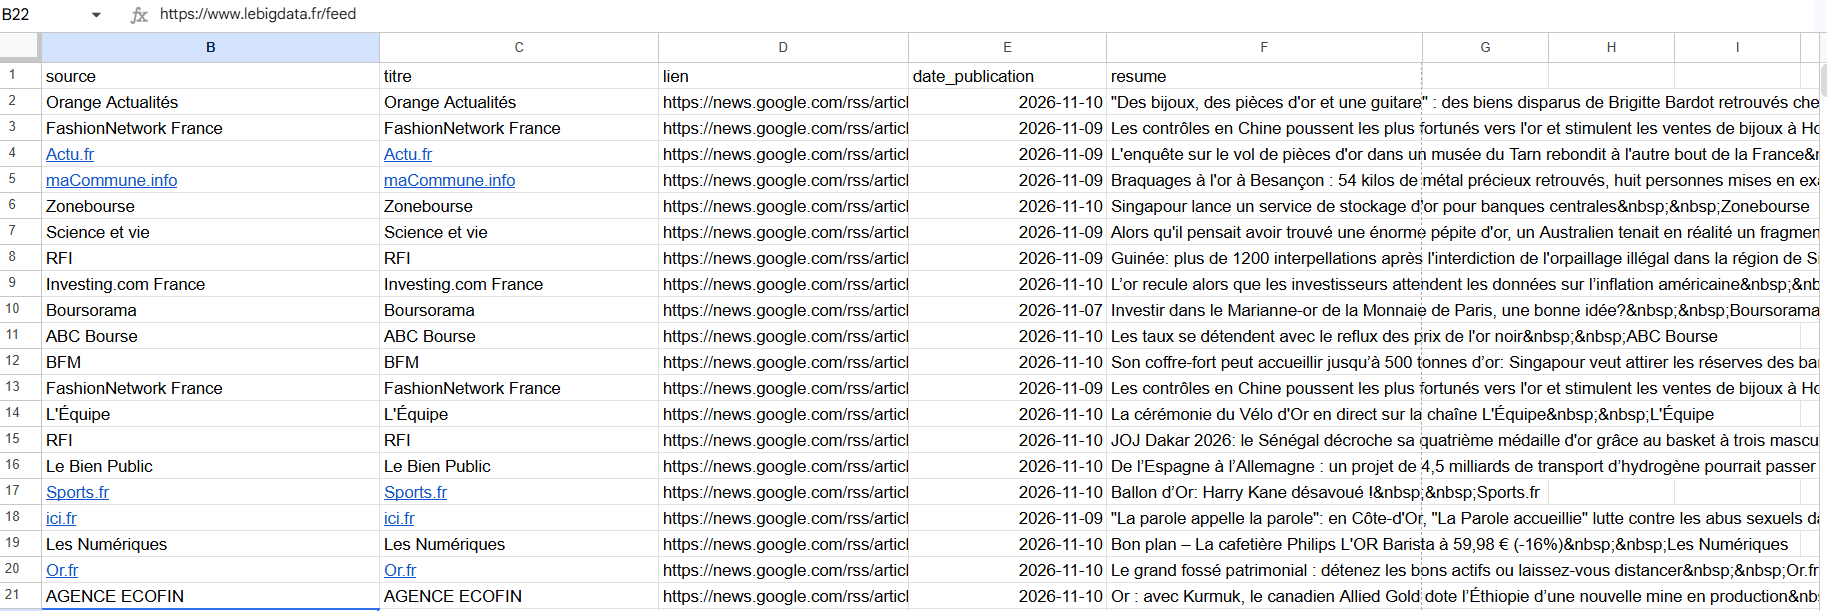 B22 fx https://www.lebigdata.fr/feed
B C D E F G H I
1 source titre lien date_publication resume
2 Orange Actualités Orange Actualités https://news.google.com/rss/articl 2026-11-10 "Des bijoux, des pièces d'or et une guitare" : des biens disparus de Brigitte Bardot retrouvés che
3 FashionNetwork France FashionNetwork France https://news.google.com/rss/articl 2026-11-09 Les contrôles en Chine poussent les plus fortunés vers l'or et stimulent les ventes de bijoux à Ho
4 Actu.fr Actu.fr https://news.google.com/rss/articl 2026-11-09 L'enquête sur le vol de pièces d'or dans un musée du Tarn rebondit à l'autre bout de la France&n
5 maCommune.info maCommune.info https://news.google.com/rss/articl 2026-11-09 Braquages à l'or à Besançon : 54 kilos de métal précieux retrouvés, huit personnes mises en exa
6 Zonebourse Zonebourse https://news.google.com/rss/articl 2026-11-10 Singapour lance un service de stockage d'or pour banques centrales&nbsp;&nbsp;Zonebourse
7 Science et vie Science et vie https://news.google.com/rss/articl 2026-11-09 Alors qu'il pensait avoir trouvé une énorme pépite d'or, un Australien tenait en réalité un fragmen
8 RFI RFI https://news.google.com/rss/articl 2026-11-09 Guinée: plus de 1200 interpellations après l'interdiction de l'orpaillage illégal dans la région de S
9 Investing.com France Investing.com France https://news.google.com/rss/articl 2026-11-10 L’or recule alors que les investisseurs attendent les données sur l’inflation américaine&nbsp;&nb
10 Boursorama Boursorama https://news.google.com/rss/articl 2026-11-07 Investir dans le Marianne-or de la Monnaie de Paris, une bonne idée?&nbsp;&nbsp;Boursorama
11 ABC Bourse ABC Bourse https://news.google.com/rss/articl 2026-11-10 Les taux se détendent avec le reflux des prix de l'or noir&nbsp;&nbsp;ABC Bourse
12 BFM BFM https://news.google.com/rss/articl 2026-11-10 Son coffre-fort peut accueillir jusqu’à 500 tonnes d’or: Singapour veut attirer les réserves des ba
13 FashionNetwork France FashionNetwork France https://news.google.com/rss/articl 2026-11-09 Les contrôles en Chine poussent les plus fortunés vers l'or et stimulent les ventes de bijoux à Ho
14 L'Équipe L'Équipe https://news.google.com/rss/articl 2026-11-10 La cérémonie du Vélo d'Or en direct sur la chaîne L'Équipe&nbsp;&nbsp;L'Équipe
15 RFI RFI https://news.google.com/rss/articl 2026-11-10 JOJ Dakar 2026: le Sénégal décroche sa quatrième médaille d'or grâce au basket à trois mascu
16 Le Bien Public Le Bien Public https://news.google.com/rss/articl 2026-11-10 De l’Espagne à l’Allemagne : un projet de 4,5 milliards de transport d’hydrogène pourrait passer
17 Sports.fr Sports.fr https://news.google.com/rss/articl 2026-11-10 Ballon d’Or: Harry Kane désavoué !&nbsp;&nbsp;Sports.fr
18 ici.fr ici.fr https://news.google.com/rss/articl 2026-11-09 "La parole appelle la parole": en Côte-d'Or, "La Parole accueillie" lutte contre les abus sexuels da
19 Les Numériques Les Numériques https://news.google.com/rss/articl 2026-11-10 Bon plan – La cafetière Philips L'OR Barista à 59,98 € (-16%)&nbsp;&nbsp;Les Numériques
20 Or.fr Or.fr https://news.google.com/rss/articl 2026-11-10 Le grand fossé patrimonial : détenez les bons actifs ou laissez-vous distancer&nbsp;&nbsp;Or.fr
21 AGENCE ECOFIN AGENCE ECOFIN https://news.google.com/rss/articl 2026-11-10 Or : avec Kurmuk, le canadien Allied Gold dote l’Éthiopie d’une nouvelle mine en production&nbs